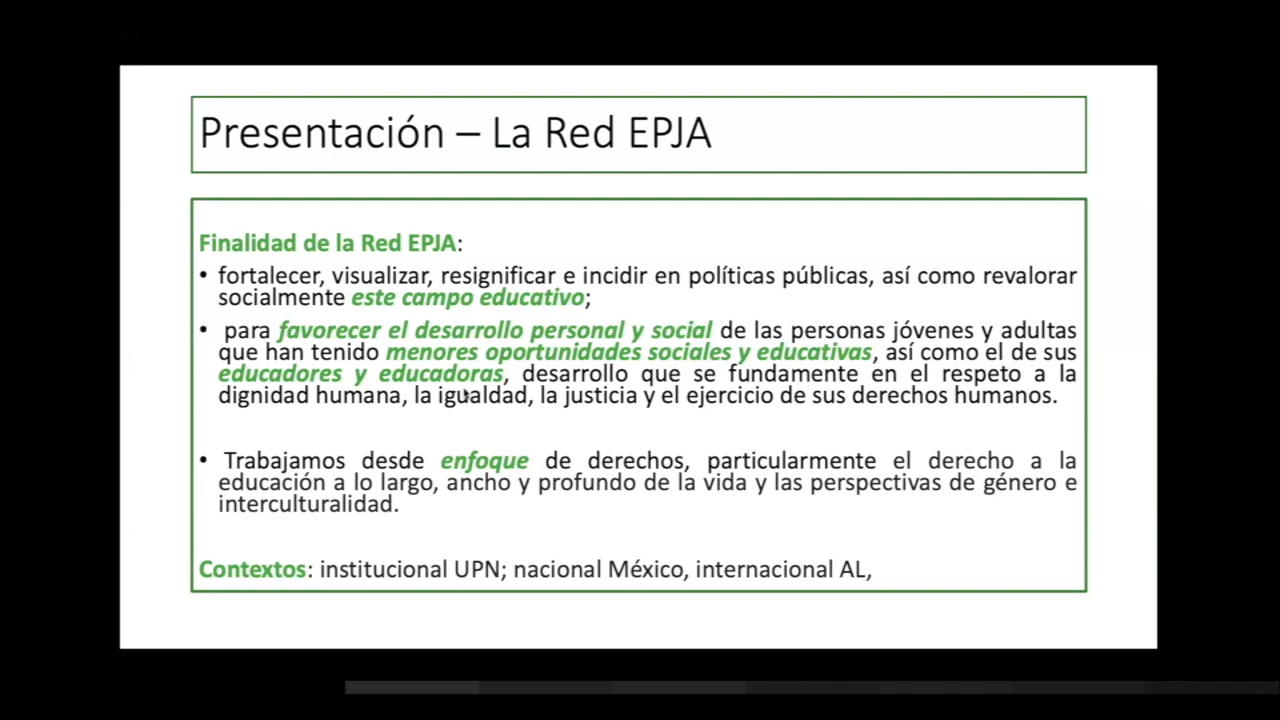 Presentación – La Red EPJA
Finalidad de la Red EPJA:
• fortalecer, visualizar, resignificar e incidir en políticas públicas, así como revalorar
socialmente este campo educativo;
• para favorecer el desarrollo personal y social de las personas jóvenes y adultas
que han tenido menores oportunidades sociales y educativas, así como el de sus
educadores y educadoras, desarrollo que se fundamente en el respeto a la
dignidad humana, la igualdad, la justicia y el ejercicio de sus derechos humanos.
• Trabajamos desde enfoque de derechos, particularmente el derecho a la
educación a lo largo, ancho y profundo de la vida y las perspectivas de género e
interculturalidad.
Contextos: institucional UPN; nacional México, internacional AL,